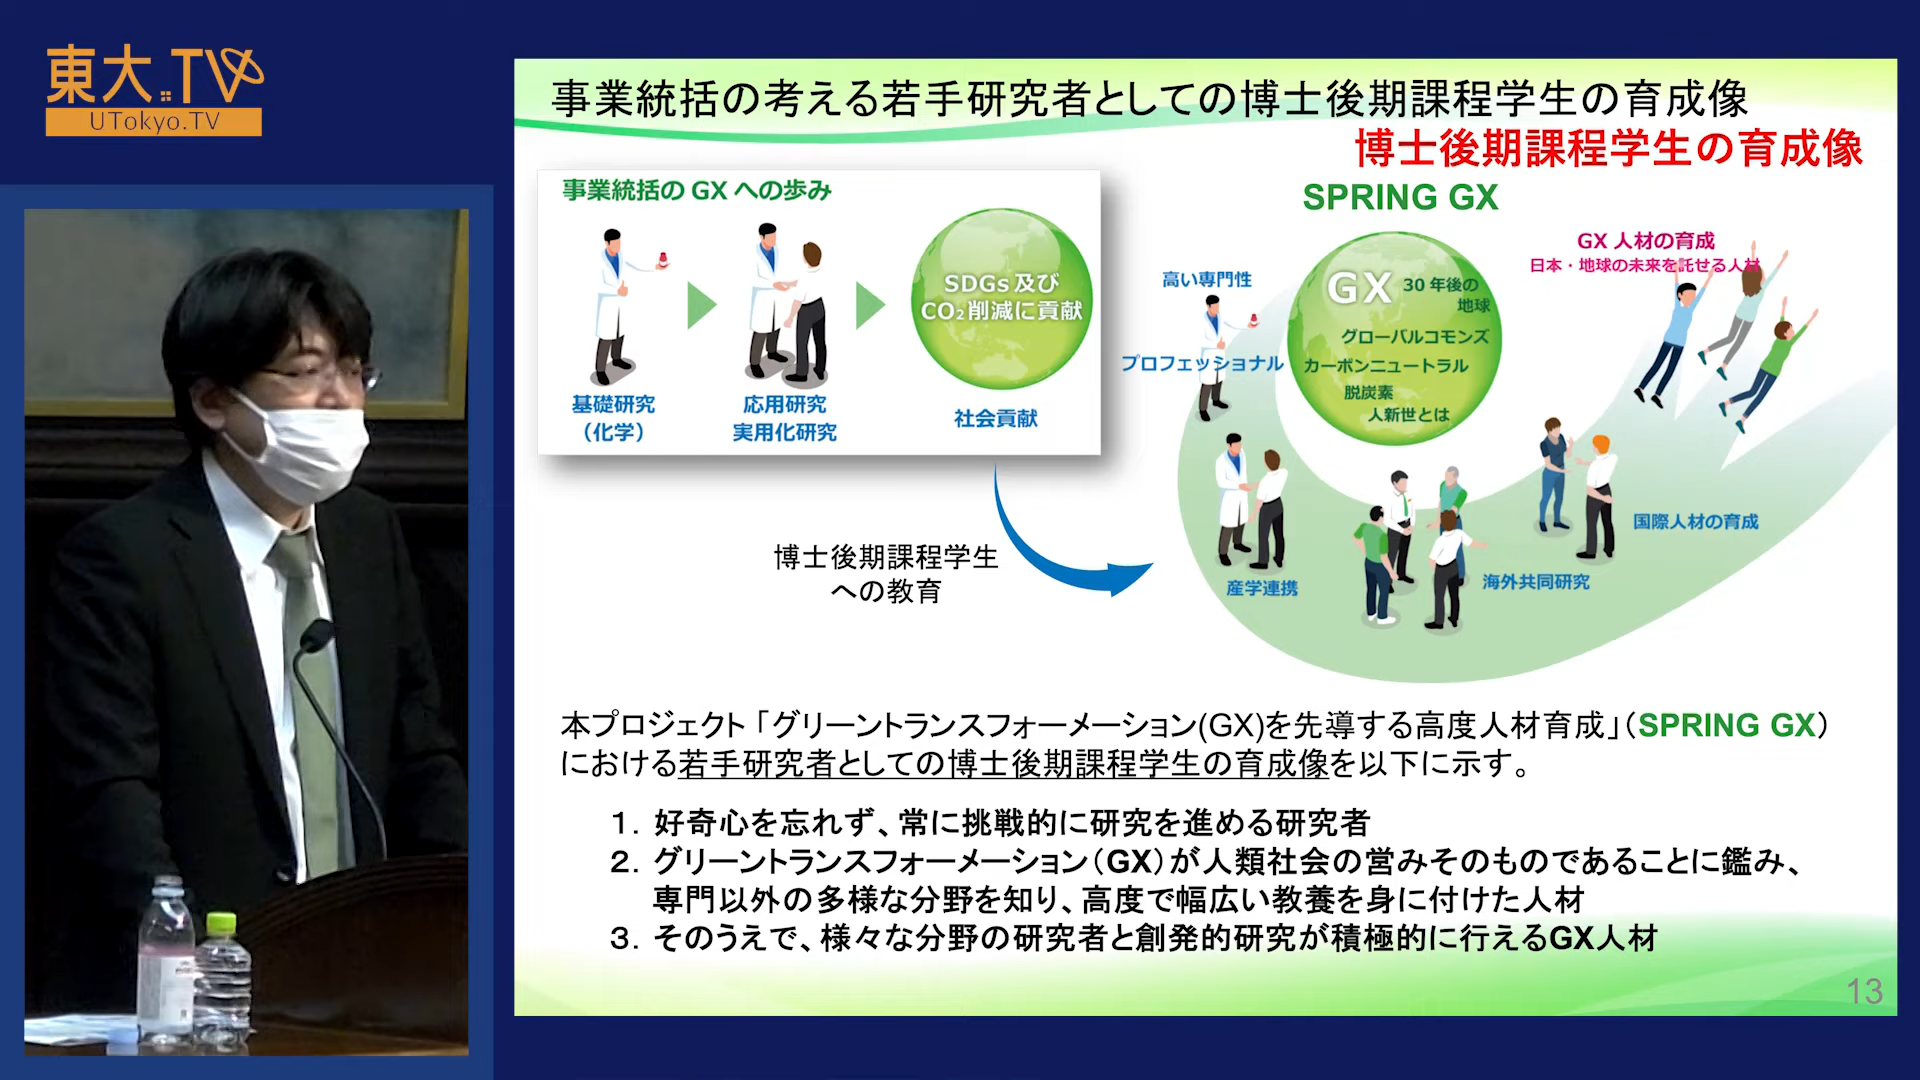 東大.TV
UTokyo.TV
事業統括の考える若手研究者としての博士後期課程学生の育成像
博士後期課程学生の育成像
事業統括の GX への歩み
SDGs 及び
CO₂削減に貢献
基礎研究
（化学）
応用研究
実用化研究
社会貢献
博士後期課程学生
への教育
SPRING GX
GX 人材の育成
日本・地球の未来を託せる人材
高い専門性
プロフェッショナル
GX 30 年後の
地球
グローバルコモンズ
カーボンニュートラル
脱炭素
人新世とは
産学連携
海外共同研究
国際人材の育成
本プロジェクト「グリーントランスフォーメーション(GX)を先導する高度人材育成」（SPRING GX）
における若手研究者としての博士後期課程学生の育成像を以下に示す。
1. 好奇心を忘れず、常に挑戦的に研究を進める研究者
2. グリーントランスフォーメーション（GX）が人類社会の営みそのものであることに鑑み、
専門以外の多様な分野を知り、高度で幅広い教養を身に付けた人材
3. そのうえで、様々な分野の研究者と創発的研究が積極的に行えるGX人材
13